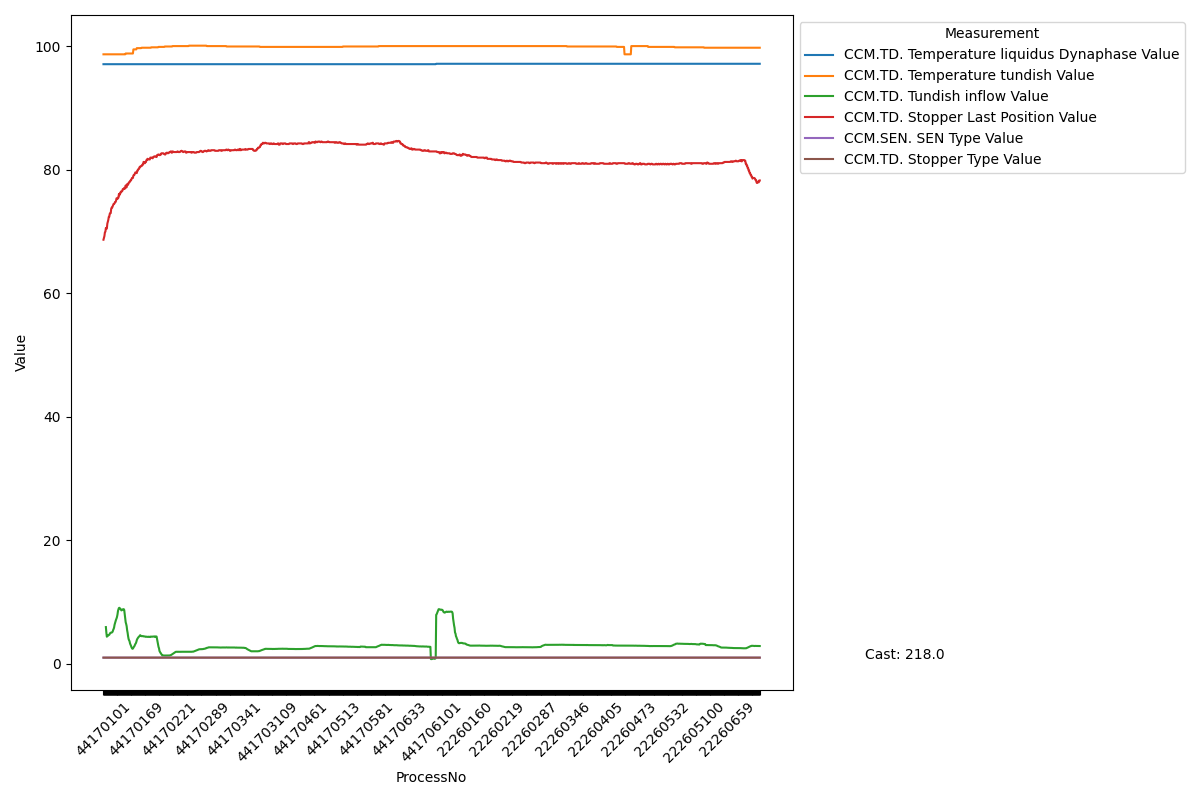 Measurement
CCM.TD. Temperature liquidus Dynaphase Value
CCM.TD. Temperature tundish Value
CCM.TD. Tundish inflow Value
CCM.TD. Stopper Last Position Value
CCM.SEN. SEN Type Value
CCM.TD. Stopper Type Value
100
80
60
40
20
0
Value
Cast: 218.0
44170101
44170169
44170221
44170289
44170341
441703109
44170461
44170513
44170581
44170633
441706101
22260160
22260219
22260287
22260346
22260405
22260473
22260532
222605100
22260659
ProcessNo